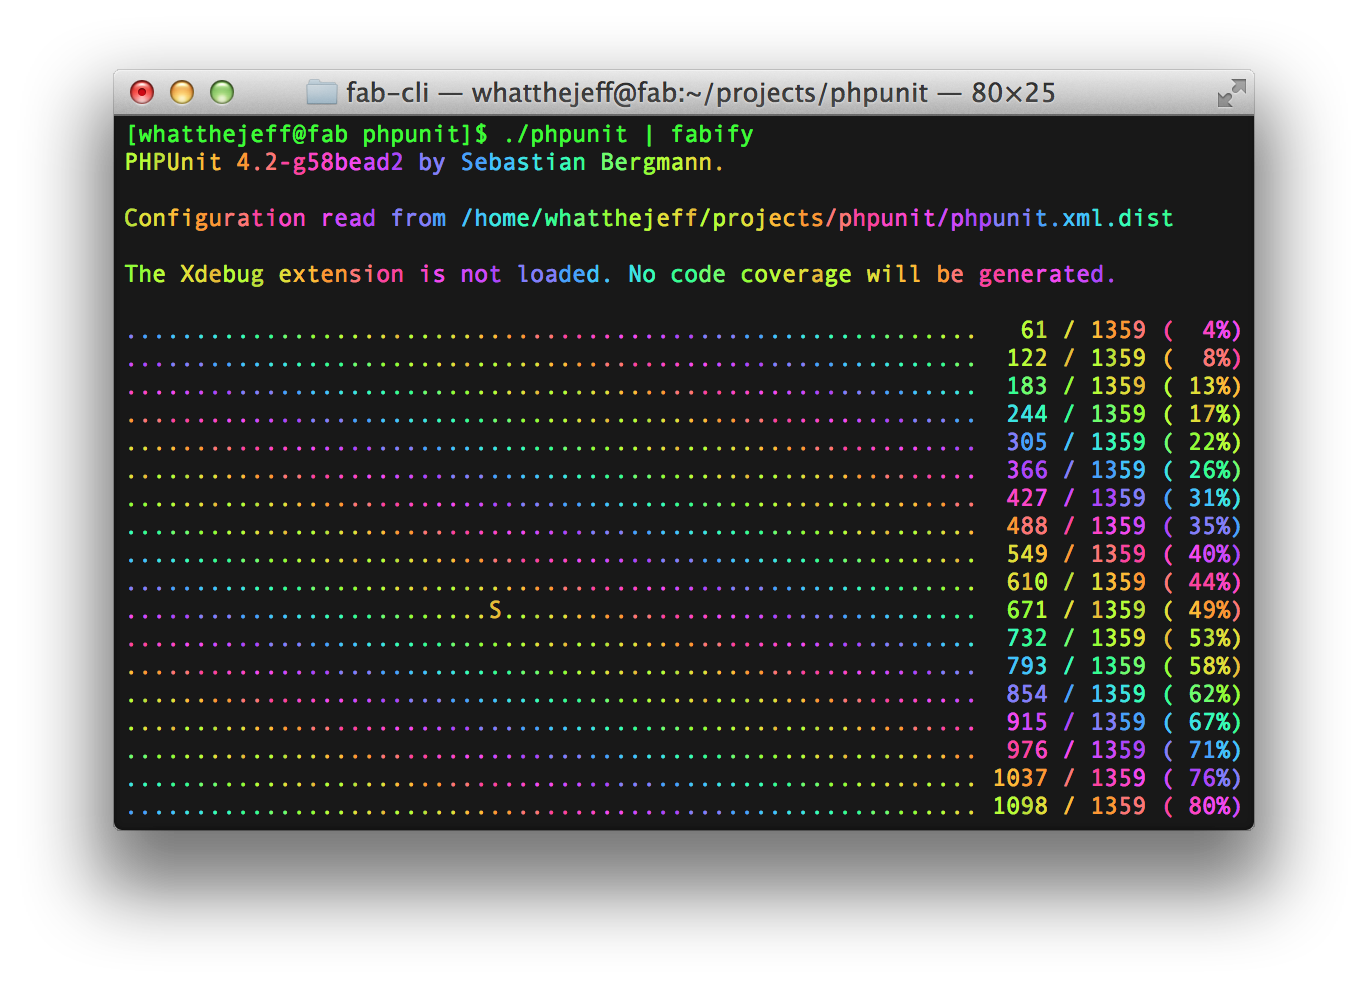 fab-cli — whatthejeff@fab:~/projects/phpunit — 80×25
[whatthejeff@fab phpunit]$ ./phpunit | fabify
PHPUnit 4.2-g58bead2 by Sebastian Bergmann.
Configuration read from /home/whatthejeff/projects/phpunit/phpunit.xml.dist
The Xdebug extension is not loaded. No code coverage will be generated.
.............................................................   61 / 1359 (  4%)
.............................................................  122 / 1359 (  8%)
.............................................................  183 / 1359 ( 13%)
.............................................................  244 / 1359 ( 17%)
.............................................................  305 / 1359 ( 22%)
.............................................................  366 / 1359 ( 26%)
.............................................................  427 / 1359 ( 31%)
.............................................................  488 / 1359 ( 35%)
.............................................................  549 / 1359 ( 40%)
.............................................................  610 / 1359 ( 44%)
..........................S..................................  671 / 1359 ( 49%)
.............................................................  732 / 1359 ( 53%)
.............................................................  793 / 1359 ( 58%)
.............................................................  854 / 1359 ( 62%)
.............................................................  915 / 1359 ( 67%)
.............................................................  976 / 1359 ( 71%)
............................................................. 1037 / 1359 ( 76%)
............................................................. 1098 / 1359 ( 80%)